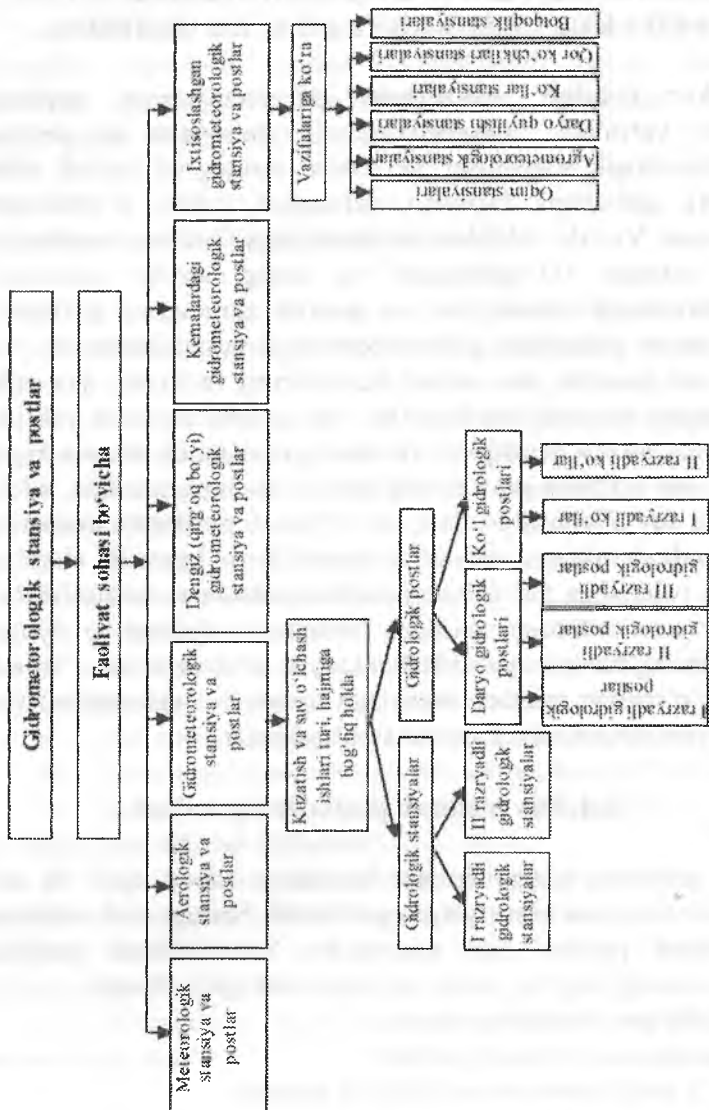 Gidrometorologik stansiya va postlar
Faoliyat sohasi bo'yicha
Meteorologik
stansiya va
postlar
Aerologik
stansiya va
postlar
Gidrometeorologik
stansiya va
postlar
Dengiz (qirg'oq bo'yi)
gidrometeorologik
stansiya va postlar
Kemalardagi
gidrometeorologik
stansiya va postlar
Ixtisoslashgan
gidrometeorologik
stansiya va postlar
Kuzatish va suv o'lchash
ishlari turi, hajmiga
bog'liq holda
Vazifalariga ko'ra
Gidrologik stansiyalar
Gidrologik postlar
I razryadli
gidrologik
stansiyalar
II razryadli
gidrologik
stansiyalar
Daryo gidrologik
postlari
Ko'l gidrologik
postlari
I razryadli gidrologik
postlar
II razryadli
gidrologik postlar
III razryadli
gidrologik postlar
I razryadli ko'llar
II razryadli ko'llar
Oqim stansiyalari
Agrometorologik stansiyalar
Daryo quyilishi stansiyalari
Ko'llar stansiyalari
Qor ko'chkilari stansiyalari
Botqoqlik stansiyalari